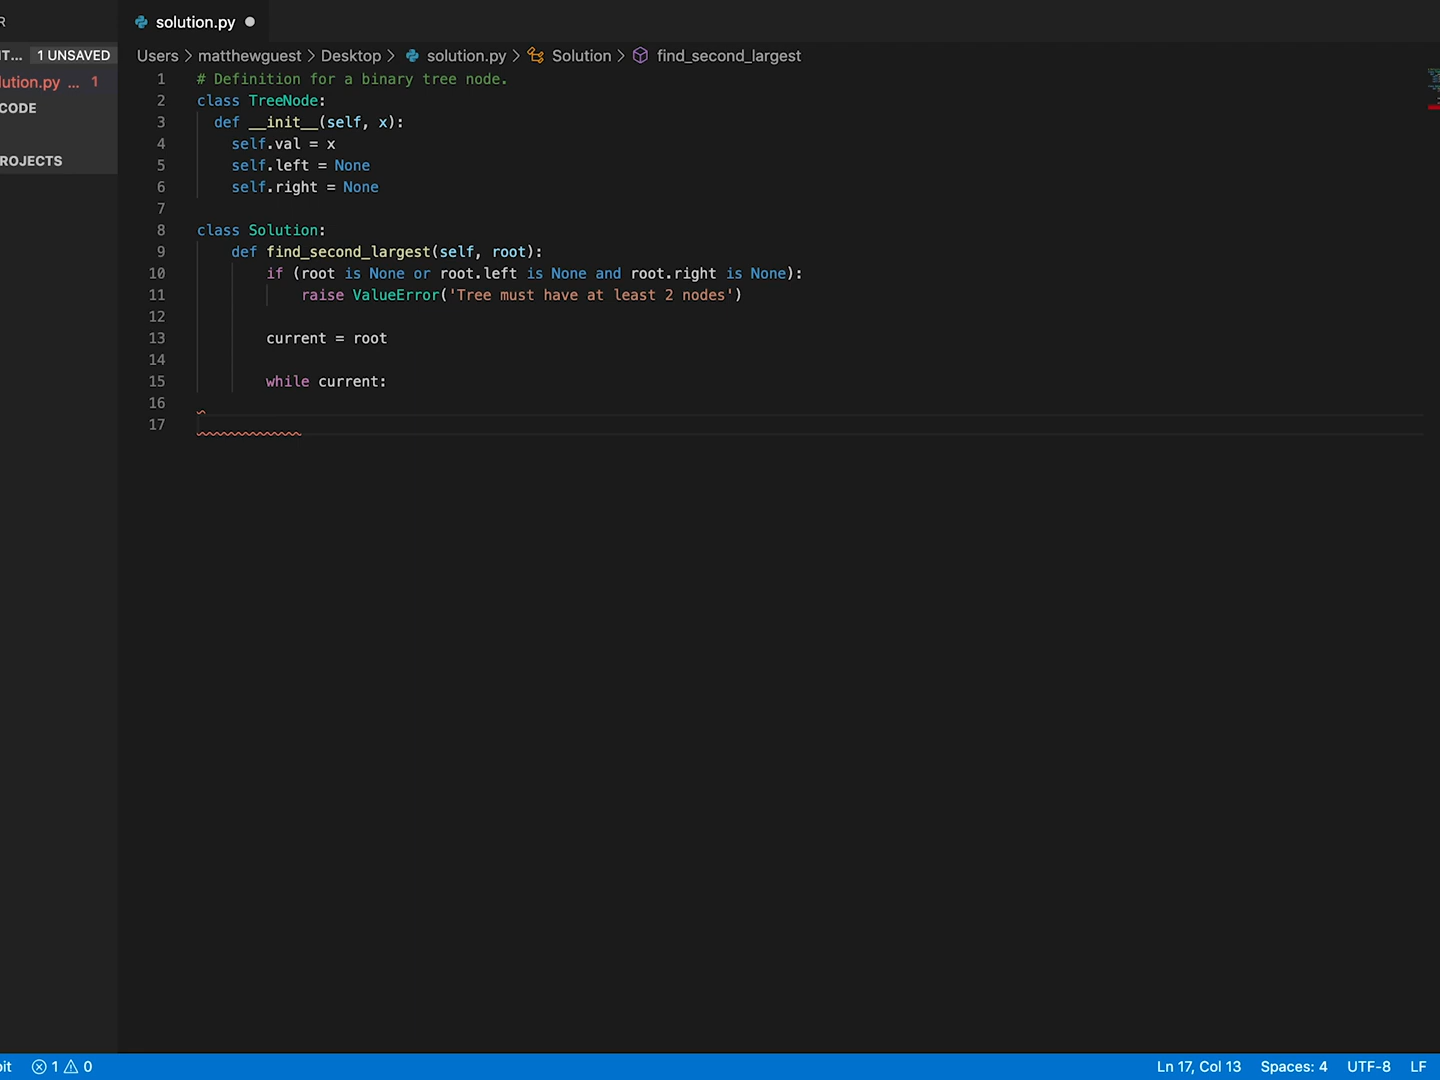 R
solution.py
T... 1 UNSAVED
Users > matthewguest > Desktop > solution.py > Solution > find_second_largest
lution.py ... 1
CODE
ROJECTS
1 # Definition for a binary tree node.
2 class TreeNode:
3 def __init__(self, x):
4 self.val = x
5 self.left = None
6 self.right = None
7
8 class Solution:
9 def find_second_largest(self, root):
10 if (root is None or root.left is None and root.right is None):
11 raise ValueError('Tree must have at least 2 nodes')
12
13 current = root
14
15 while current:
16
17
bit 1 0 Ln 17, Col 13 Spaces: 4 UTF-8 LF